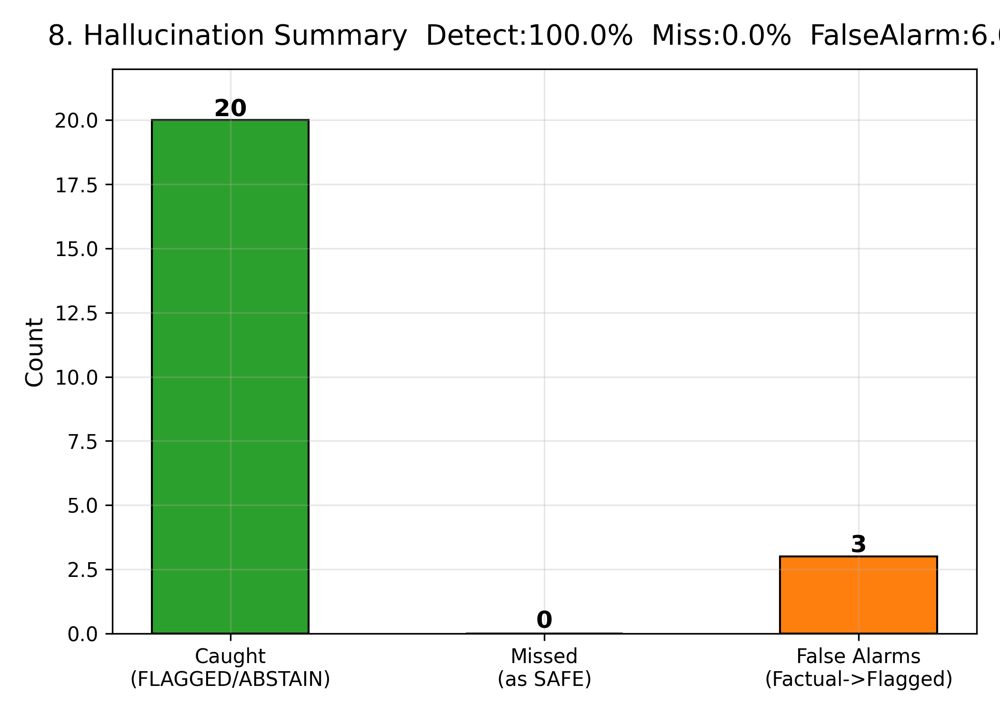 8. Hallucination Summary  Detect:100.0%  Miss:0.0%  FalseAlarm:6.
20
20.0
17.5
15.0
12.5
10.0
7.5
5.0
2.5
0.0
Count
0
3
Caught
(FLAGGED/ABSTAIN)
Missed
(as SAFE)
False Alarms
(Factual->Flagged)